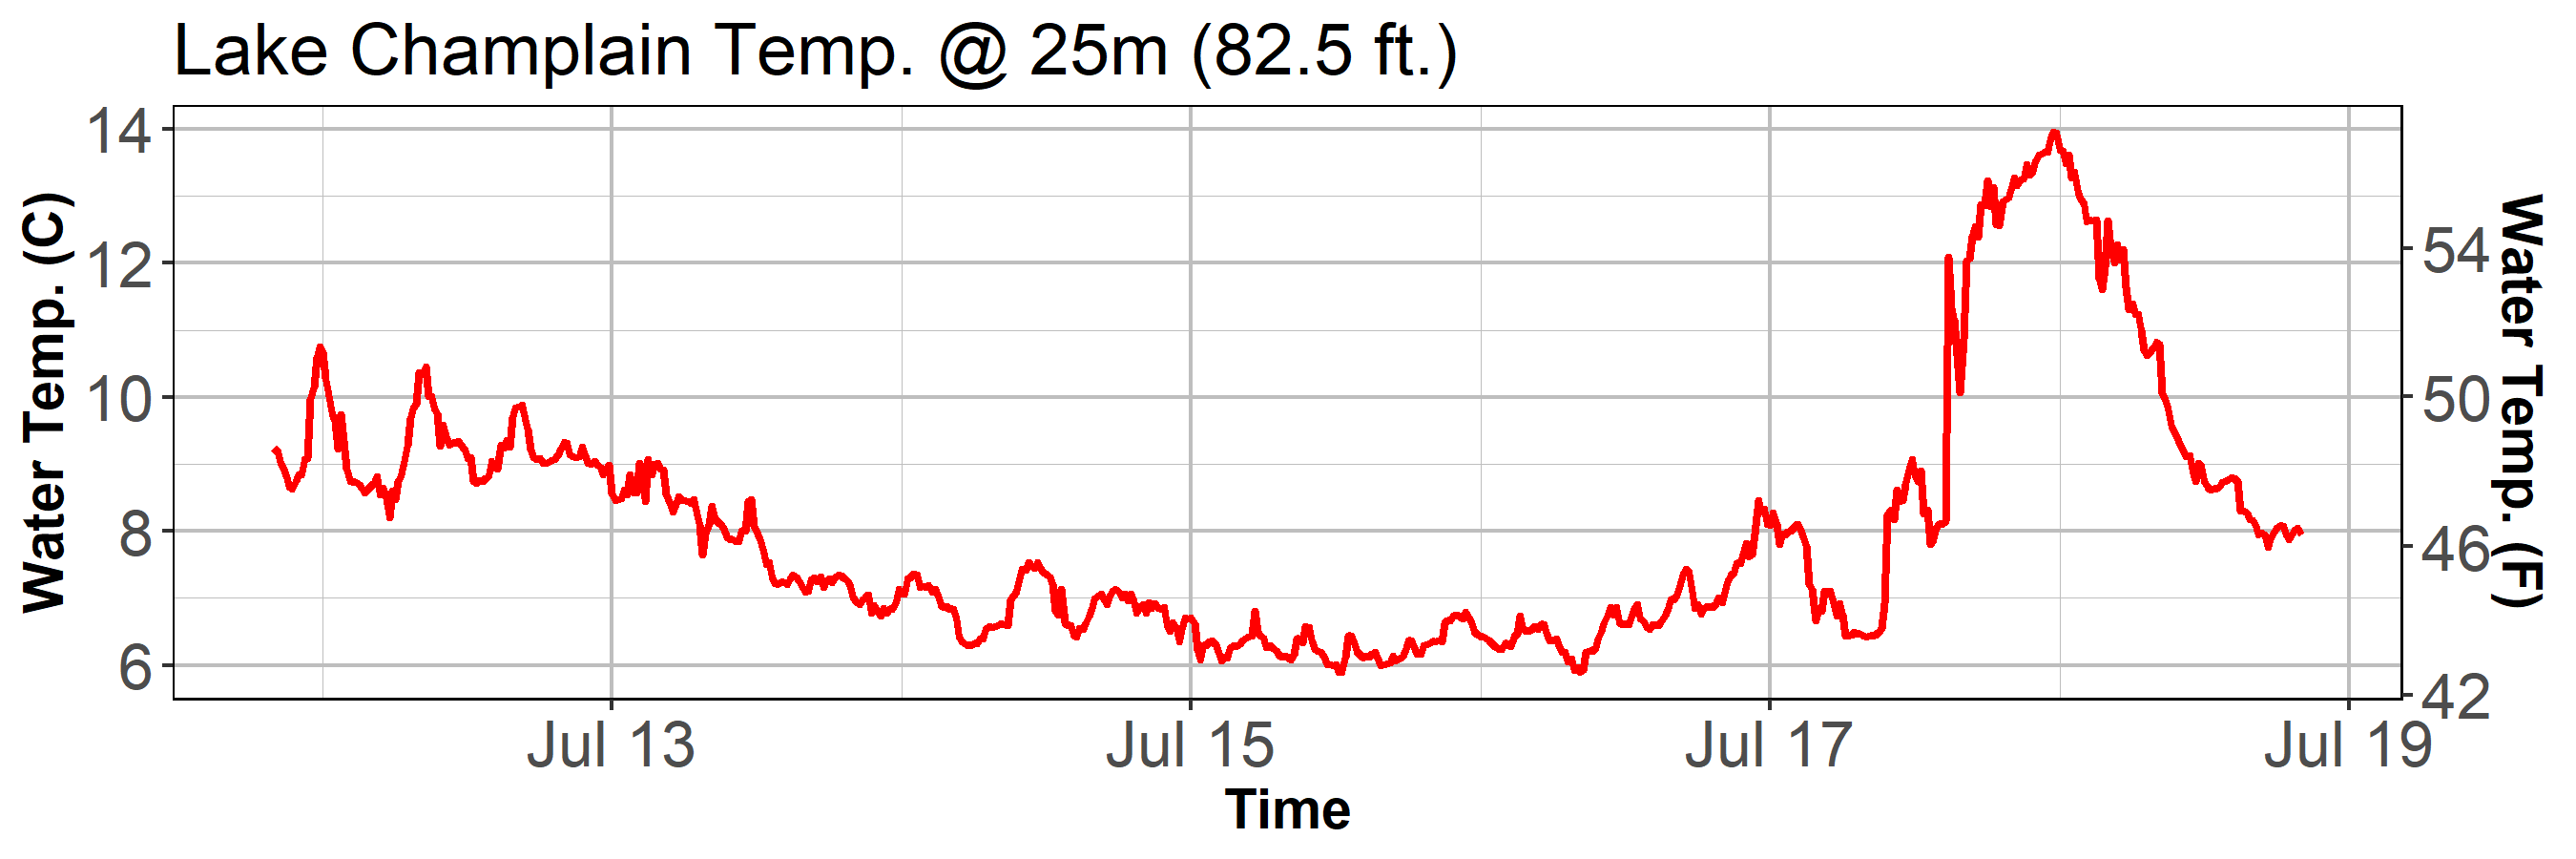 Lake Champlain Temp. @ 25m (82.5 ft.)
Water Temp. (C)
14
12
10
8
6
54
50
46
42
Water Temp. (F)
Jul 13
Jul 15
Jul 17
Jul 19
Time